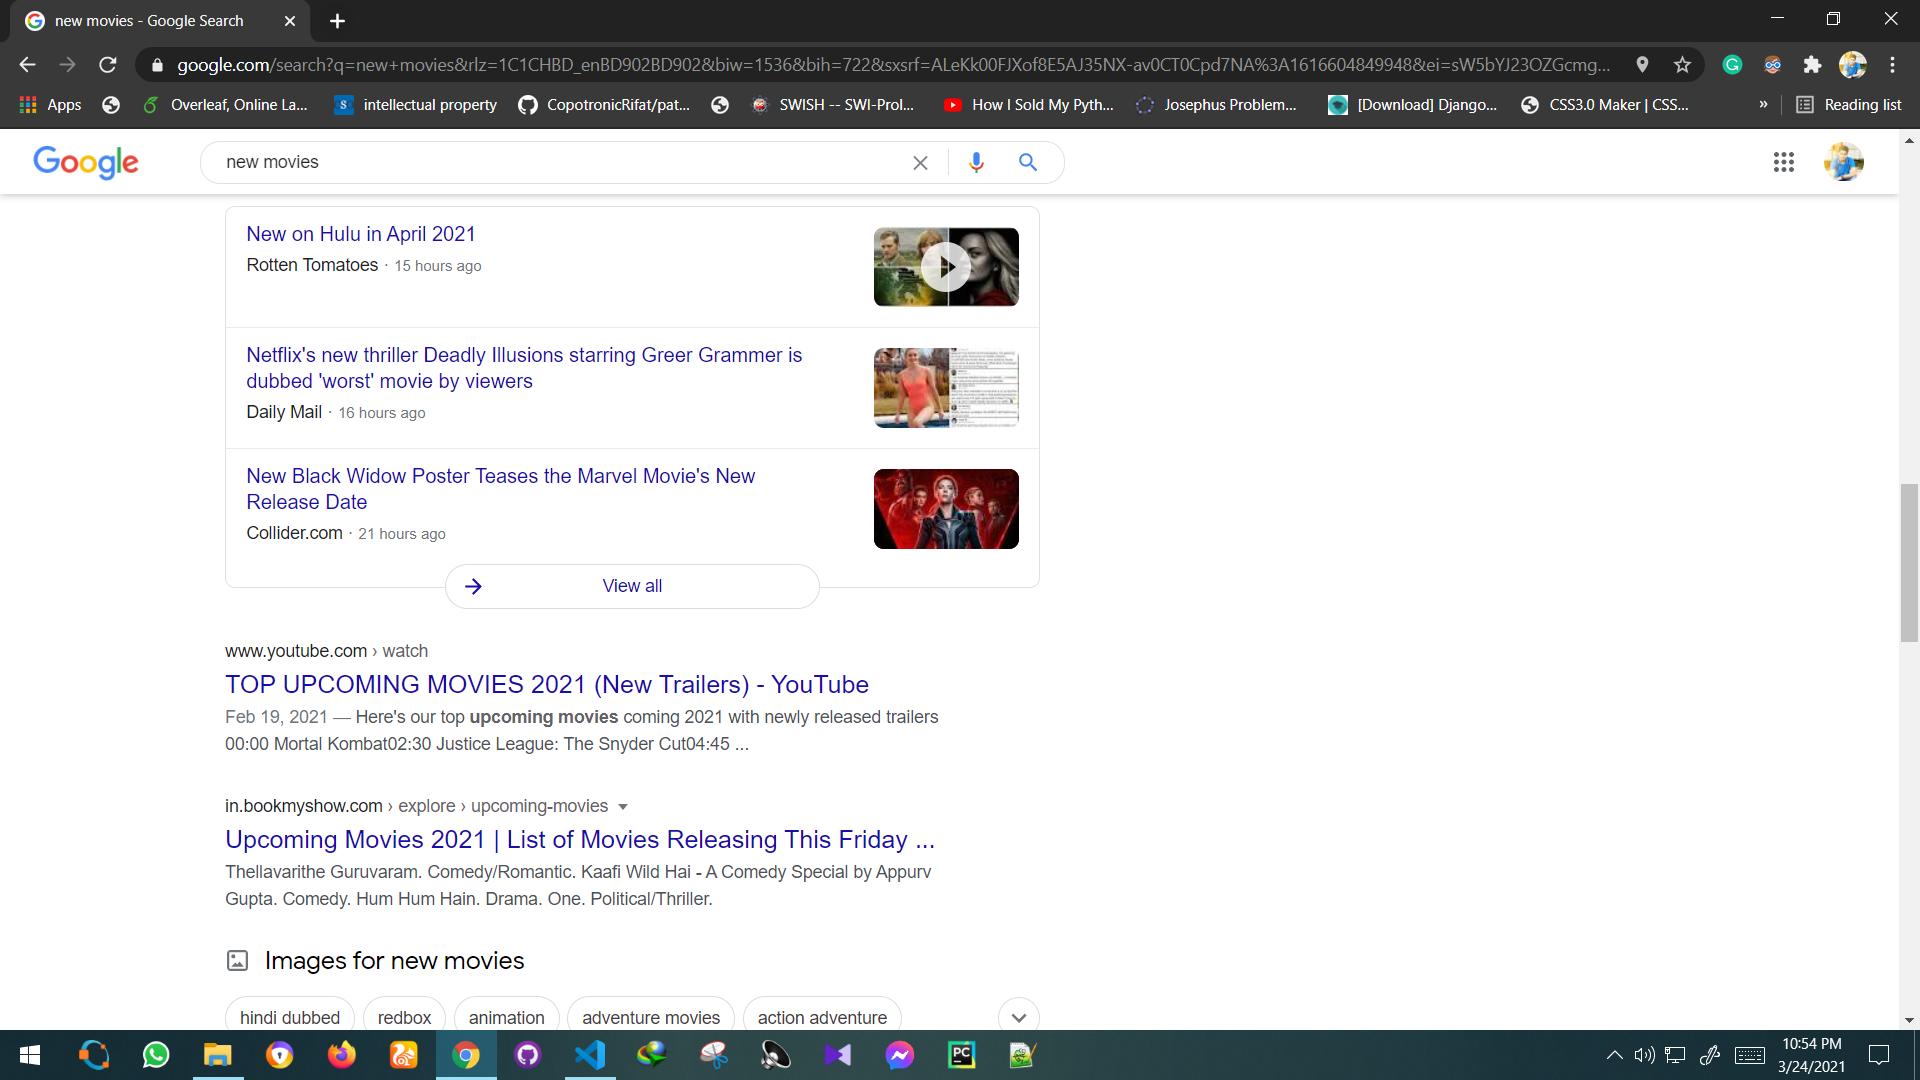 new movies - Google Search
google.com/search?q=new+movies&rlz=1C1CHBD_enBD902BD902&biw=1536&bih=722&sxsrf=ALeKk00FJXof8E5AJ35NX-av0CT0Cpd7NA%3A1616604849948&ei=sW5bYJ23OZGcmg...
Apps Overleaf, Online La... intellectual property CopotronicRifat/pat... SWISH -- SWI-Prol... How I Sold My Pyth... Josephus Problem... [Download] Django... CSS3.0 Maker | CSS... » Reading list
Google new movies
New on Hulu in April 2021
Rotten Tomatoes · 15 hours ago
Netflix's new thriller Deadly Illusions starring Greer Grammer is
dubbed 'worst' movie by viewers
Daily Mail · 16 hours ago
New Black Widow Poster Teases the Marvel Movie's New
Release Date
Collider.com · 21 hours ago
View all
www.youtube.com › watch
TOP UPCOMING MOVIES 2021 (New Trailers) - YouTube
Feb 19, 2021 — Here's our top upcoming movies coming 2021 with newly released trailers
00:00 Mortal Kombat02:30 Justice League: The Snyder Cut04:45 ...
in.bookmyshow.com › explore › upcoming-movies
Upcoming Movies 2021 | List of Movies Releasing This Friday ...
Thellavarithe Guruvaram. Comedy/Romantic. Kaafi Wild Hai - A Comedy Special by Appurv
Gupta. Comedy. Hum Hum Hain. Drama. One. Political/Thriller.
Images for new movies
hindi dubbed redbox animation adventure movies action adventure
10:54 PM
3/24/2021